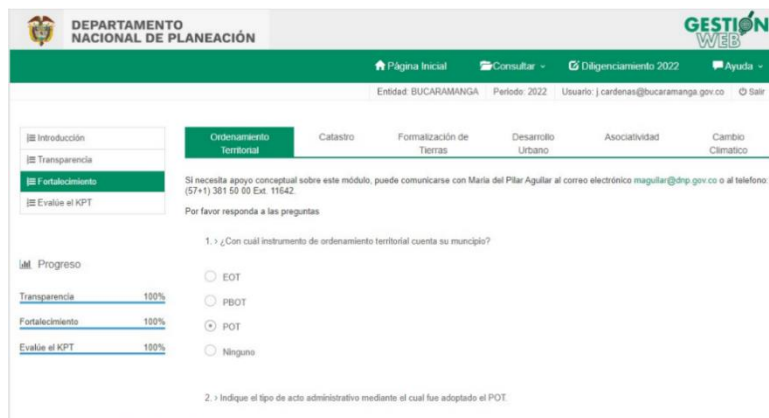 DEPARTAMENTO
NACIONAL DE PLANEACIÓN
GESTIÓN
WEB
Página Inicial
Consultar
Diligenciamiento 2022
Ayuda
Entidad: BUCARAMANGA
Periodo: 2022
Usuario: j.cardenas@bucaramanga.gov.co
Salir
Introducción
Transparencia
Fortalecimiento
Evalúe el KPT
Progreso
Transparencia 100%
Fortalecimiento 100%
Evalúe el KPT 100%
Ordenamiento
Territorial
Catastro
Formalización de
Tierras
Desarrollo
Urbano
Asociatividad
Cambio
Climatico
Si necesita apoyo conceptual sobre este módulo, puede comunicarse con Maria del Pilar Aguilar al correo electrónico maguilar@dnp.gov.co o al telefono:
(57+1) 381 50 00 Ext. 11642.
Por favor responda a las preguntas
1. > ¿Con cuál instrumento de ordenamiento territorial cuenta su muncipio?
EOT
PBOT
POT
Ninguno
2. > Indique el tipo de acto administrativo mediante el cual fue adoptado el POT.